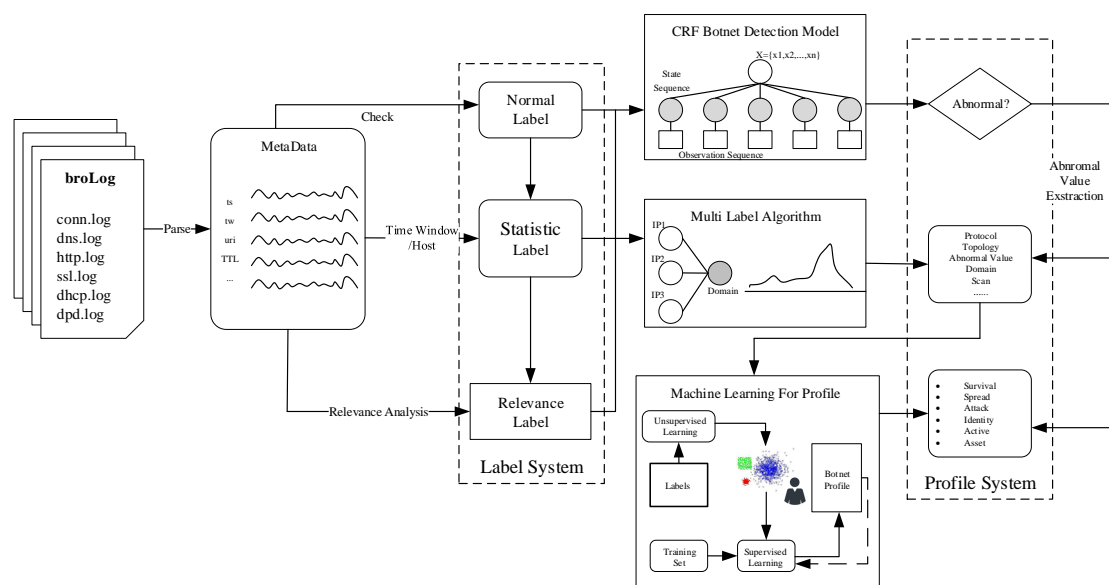 broLog
conn.log
dns.log
http.log
ssl.log
dhcp.log
dpd.log
Parse
MetaData
ts
tw
uri
TTL
...
Check
Time Window
/Host
Relevance Analysis
Normal
Label
Statistic
Label
Relevance
Label
Label System
CRF Botnet Detection Model
X={x1,x2,...,xn}
State
Sequence
Observation Sequence
Multi Label Algorithm
IP1
IP2
IP3
Domain
Machine Learning For Profile
Unsupervised
Learning
Labels
Botnet
Profile
Training
Set
Supervised
Learning
Abnormal?
Abnromal
Value
Exstraction
Protocol
Topology
Abnormal Value
Domain
Scan
......
• Survival
• Spread
• Attack
• Identity
• Active
• Asset
Profile System